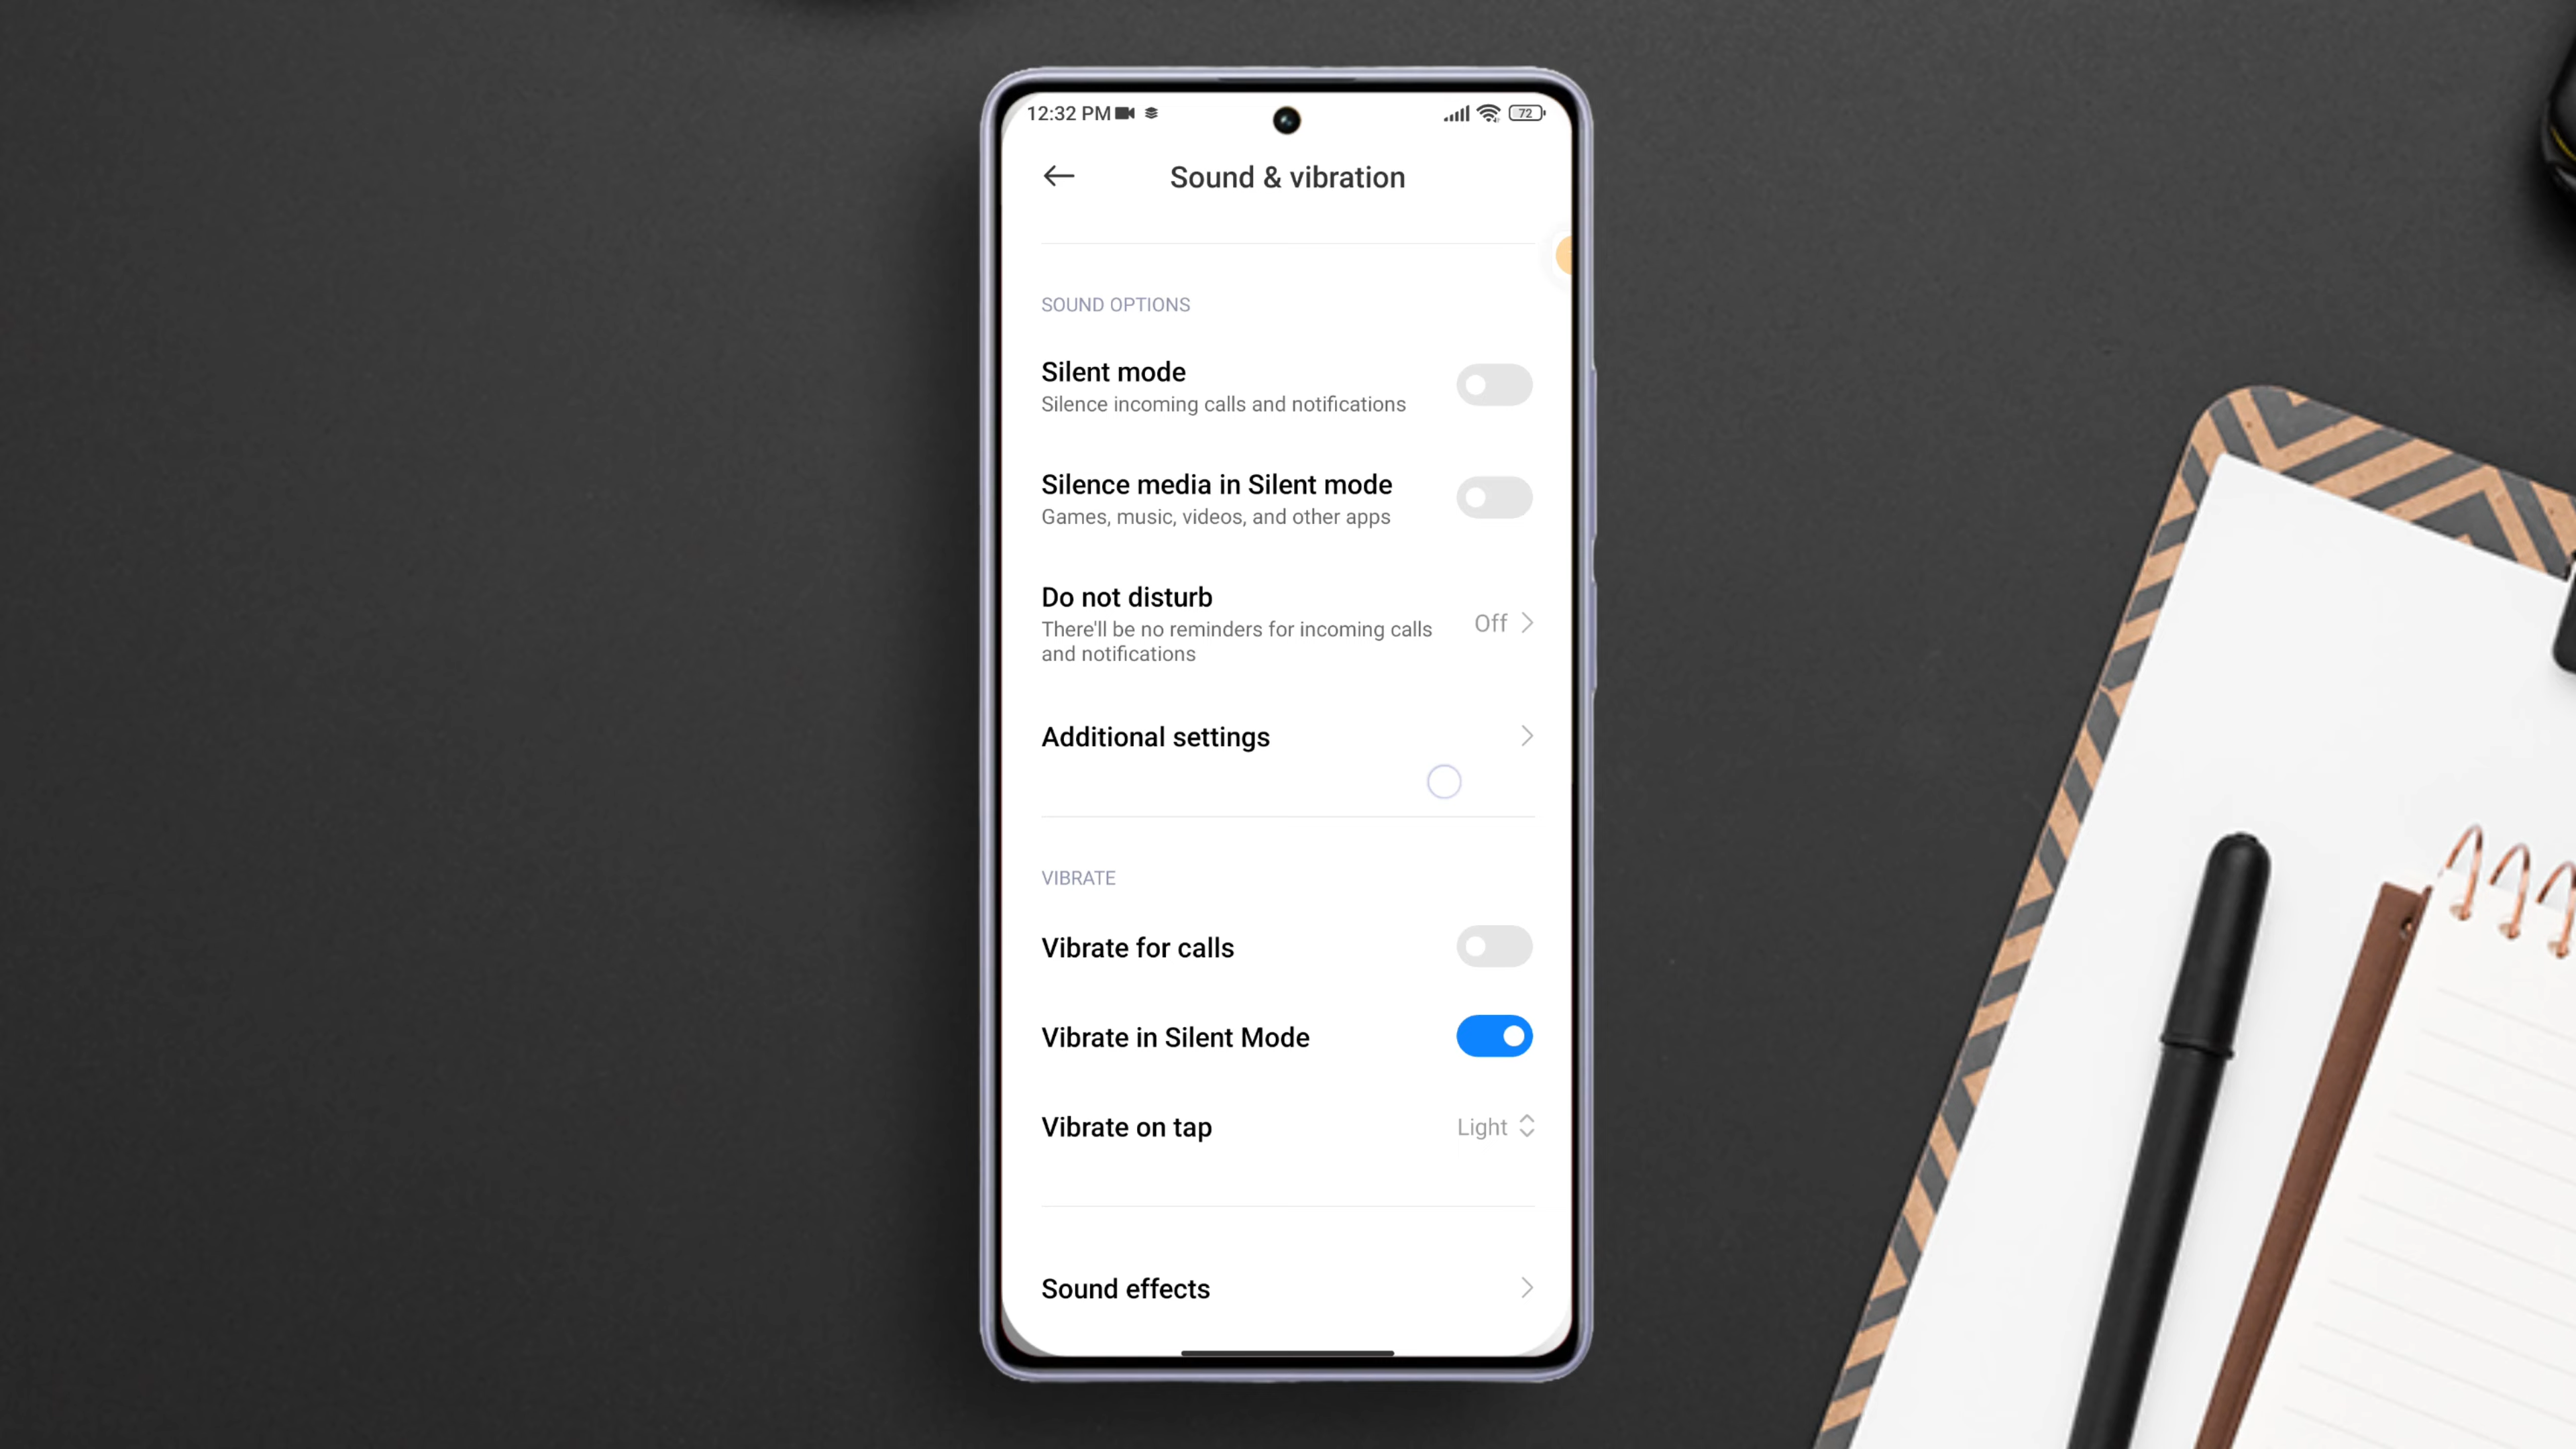 12:32 PM
72
Sound & vibration
SOUND OPTIONS
Silent mode
Silence incoming calls and notifications
Silence media in Silent mode
Games, music, videos, and other apps
Do not disturb
There'll be no reminders for incoming calls
and notifications
Off
Additional settings
VIBRATE
Vibrate for calls
Vibrate in Silent Mode
Vibrate on tap
Light
Sound effects